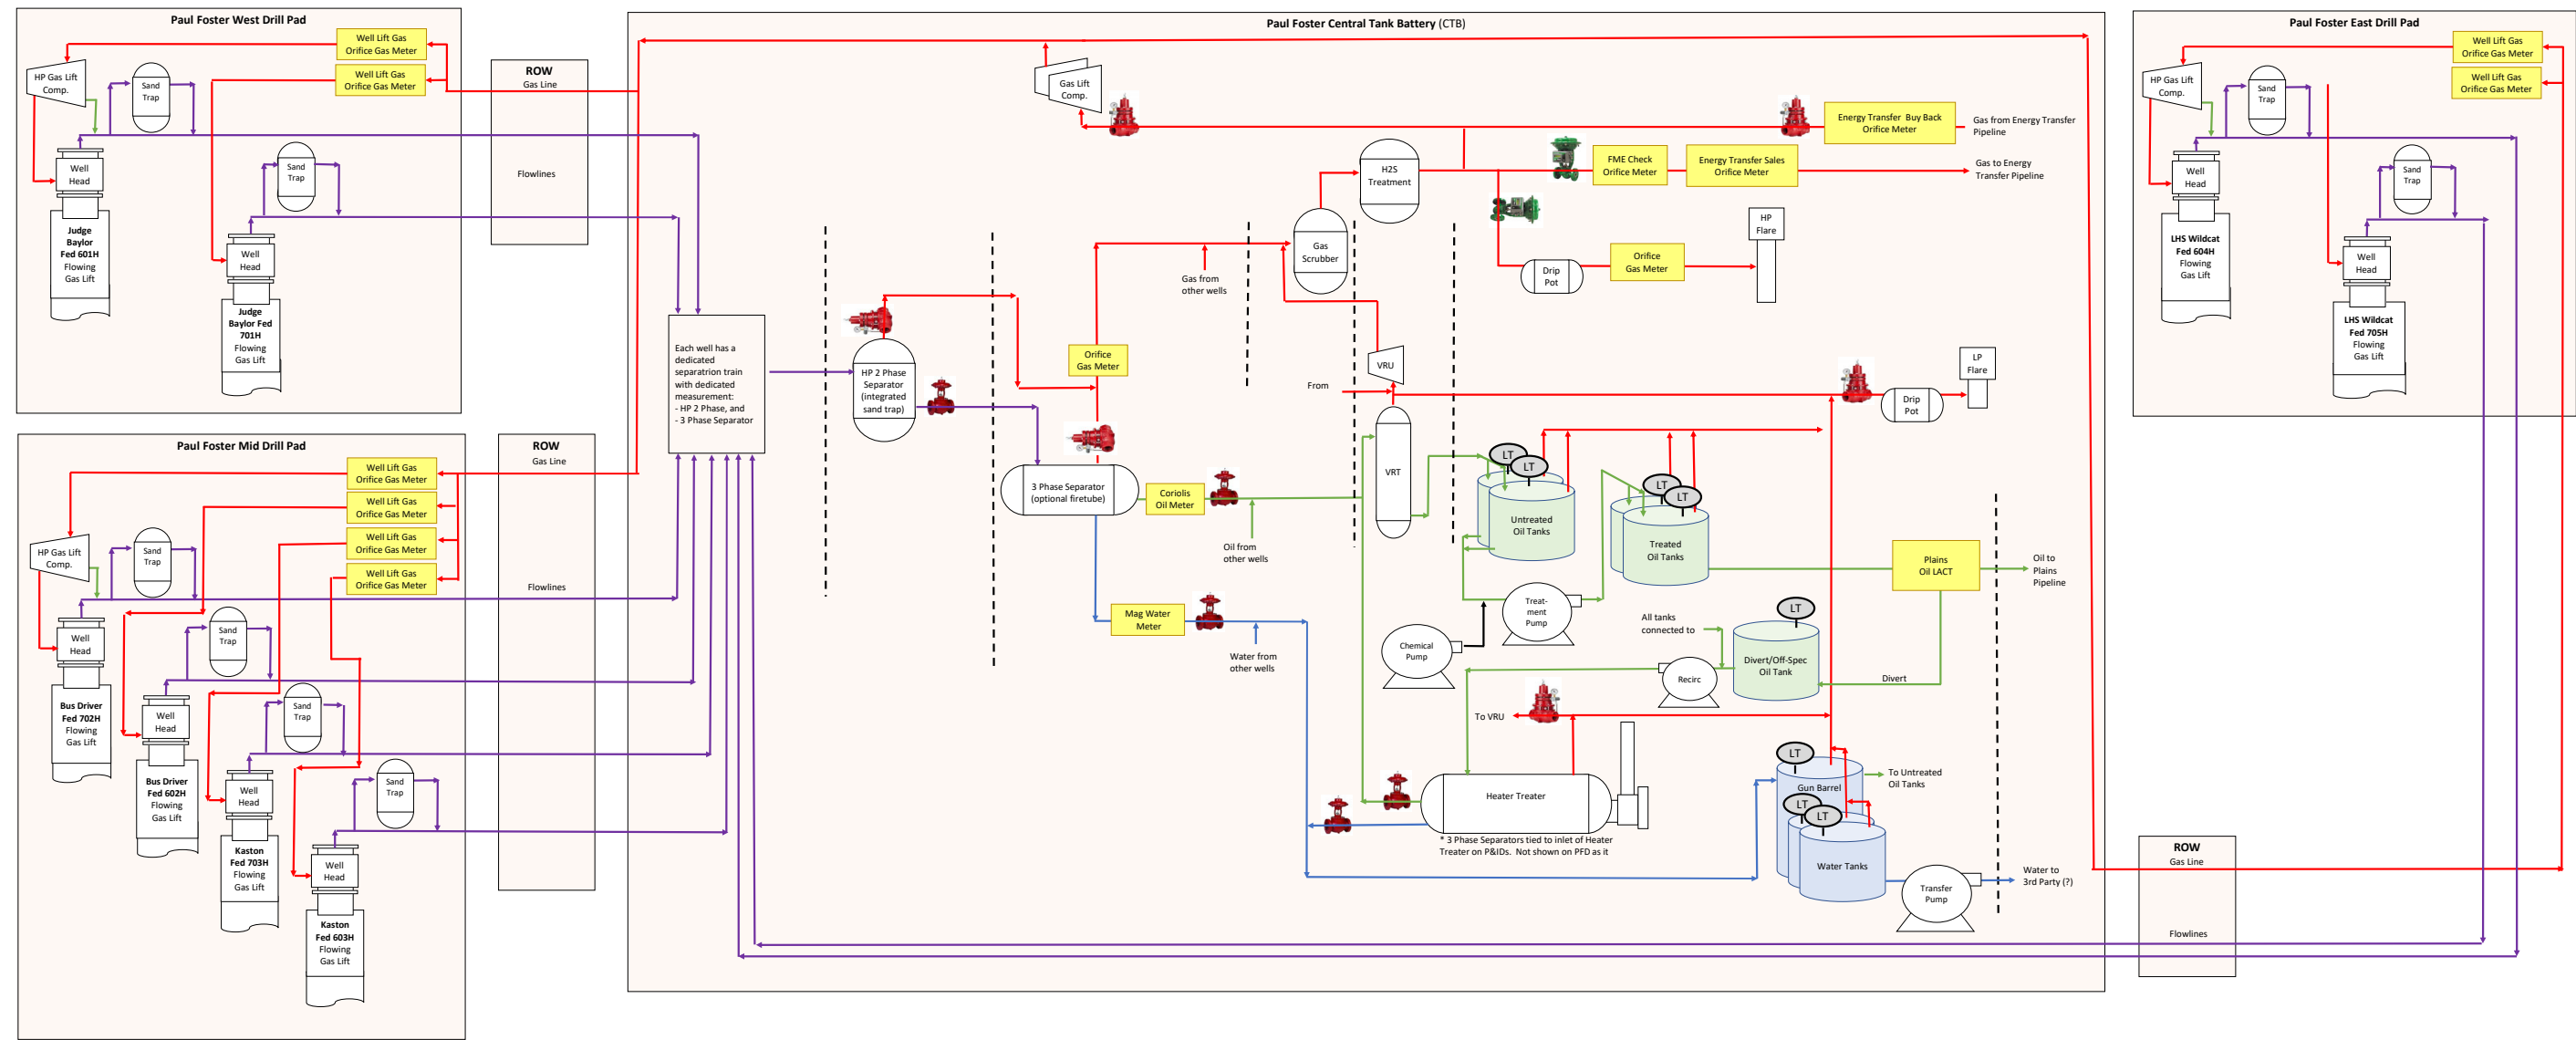 Paul Foster West Drill Pad
Well Lift Gas
Orifice Gas Meter
Well Lift Gas
Orifice Gas Meter
HP Gas Lift
Comp.
Sand
Trap
Well
Head
Judge
Baylor
Fed 601H
Flowing
Gas Lift
Sand
Trap
Well
Head
Judge
Baylor Fed
701H
Flowing
Gas Lift
ROW
Gas Line
Flowlines
Paul Foster Mid Drill Pad
Well Lift Gas
Orifice Gas Meter
Well Lift Gas
Orifice Gas Meter
Well Lift Gas
Orifice Gas Meter
Well Lift Gas
Orifice Gas Meter
HP Gas Lift
Comp.
Sand
Trap
Well
Head
Bus Driver
Fed 702H
Flowing
Gas Lift
Sand
Trap
Well
Head
Bus Driver
Fed 602H
Flowing
Gas Lift
Sand
Trap
Well
Head
Kaston
Fed 703H
Flowing
Gas Lift
Sand
Trap
Well
Head
Kaston
Fed 603H
Flowing
Gas Lift
ROW
Gas Line
Flowlines
Paul Foster Central Tank Battery (CTB)
Gas Lift
Comp.
Energy Transfer Buy Back
Orifice Meter
Gas from Energy Transfer
Pipeline
H2S
Treatment
FME Check
Orifice Meter
Energy Transfer Sales
Orifice Meter
Gas to Energy
Transfer Pipeline
HP
Flare
Gas
Scrubber
Drip
Pot
Orifice
Gas Meter
Gas from
other wells
Each well has a
dedicated
separatrion train
with dedicated
measurement:
- HP 2 Phase, and
- 3 Phase Separator
HP 2 Phase
Separator
(integrated
sand trap)
Orifice
Gas Meter
From
VRU
LP
Flare
Drip
Pot
3 Phase Separator
(optional firetube)
Coriolis
Oil Meter
Oil from
other wells
VRT
LT
LT
Untreated
Oil Tanks
LT
LT
Treated
Oil Tanks
Plains
Oil LACT
Oil to
Plains
Pipeline
Mag Water
Meter
Water from
other wells
Chemical
Pump
Treat-
ment
Pump
All tanks
connected to
LT
Divert/Off-Spec
Oil Tank
Divert
Recirc
To VRU
Heater Treater
* 3 Phase Separators tied to inlet of Heater
Treater on P&IDs. Not shown on PFD as it
LT
Gun Barrel
To Untreated
Oil Tanks
LT
LT
Water Tanks
Transfer
Pump
Water to
3rd Party (?)
Paul Foster East Drill Pad
Well Lift Gas
Orifice Gas Meter
Well Lift Gas
Orifice Gas Meter
HP Gas Lift
Comp.
Sand
Trap
Well
Head
LHS Wildcat
Fed 604H
Flowing
Gas Lift
Sand
Trap
Well
Head
LHS Wildcat
Fed 705H
Flowing
Gas Lift
ROW
Gas Line
Flowlines